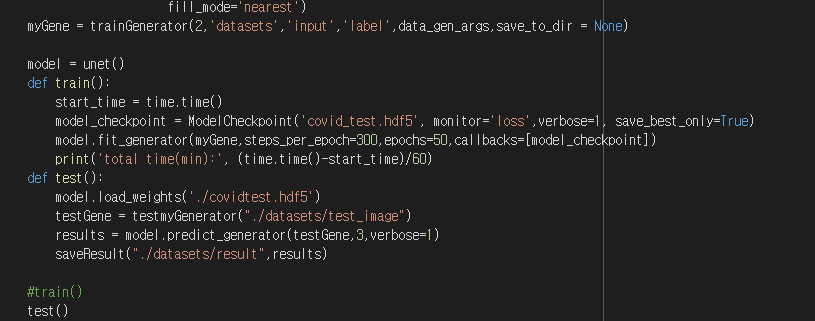 fill_mode='nearest')
myGene = trainGenerator(2,'datasets','input','label',data_gen_args,save_to_dir = None)
model = unet()
def train():
start_time = time.time()
model_checkpoint = ModelCheckpoint('covid_test.hdf5', monitor='loss',verbose=1, save_best_only=True)
model.fit_generator(myGene,steps_per_epoch=300,epochs=50,callbacks=[model_checkpoint])
print('total time(min):', (time.time()-start_time)/60)
def test():
model.load_weights('./covidtest.hdf5')
testGene = testmyGenerator("./datasets/test_image")
results = model.predict_generator(testGene,3,verbose=1)
saveResult("./datasets/result",results)
#train()
test()